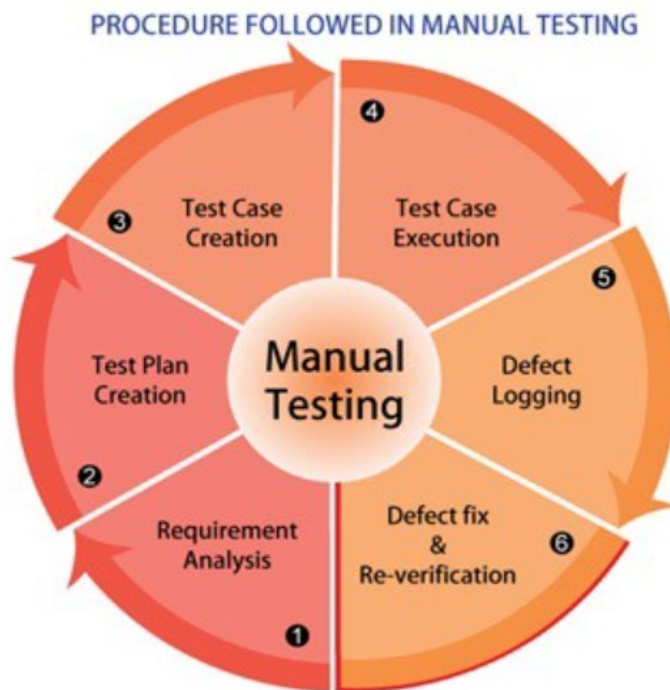 PROCEDURE FOLLOWED IN MANUAL TESTING
Manual
Testing
1
Requirement
Analysis
2
Test Plan
Creation
3
Test Case
Creation
4
Test Case
Execution
5
Defect
Logging
6
Defect fix
&
Re-verification